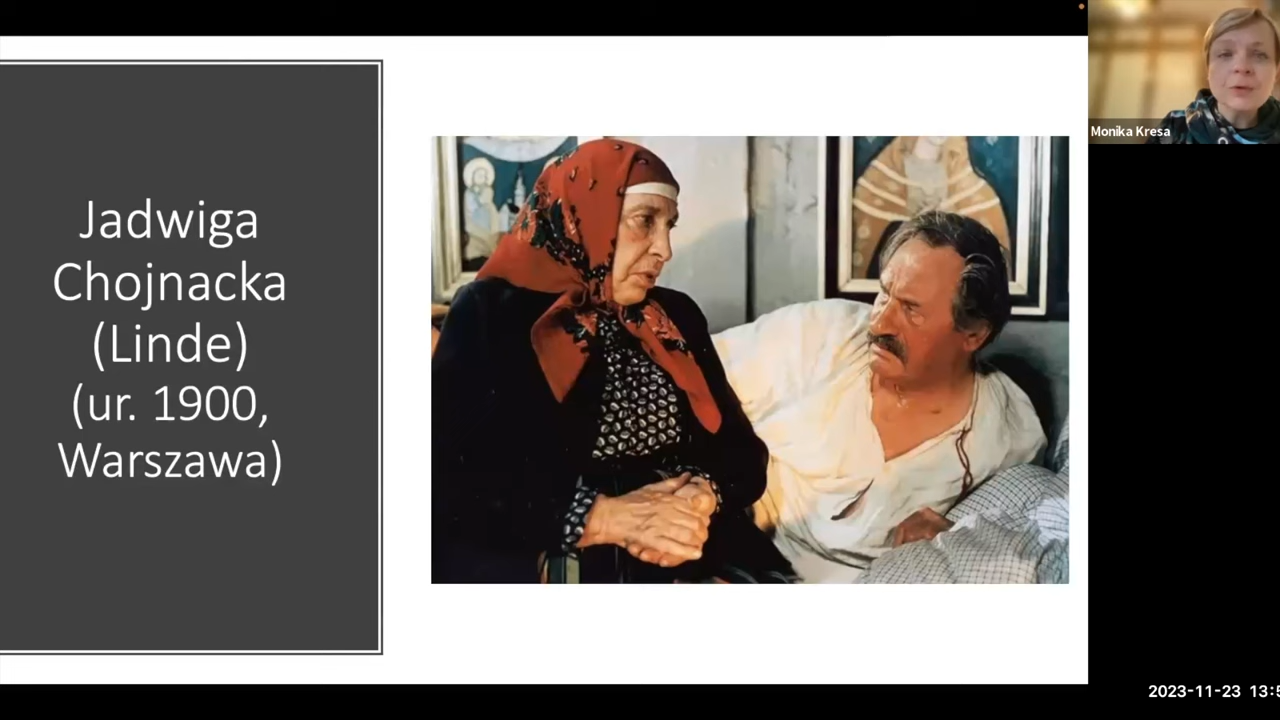 Jadwiga
Chojnacka
(Linde)
(ur. 1900,
Warszawa)
Monika Kresa
2023-11-23 13:5